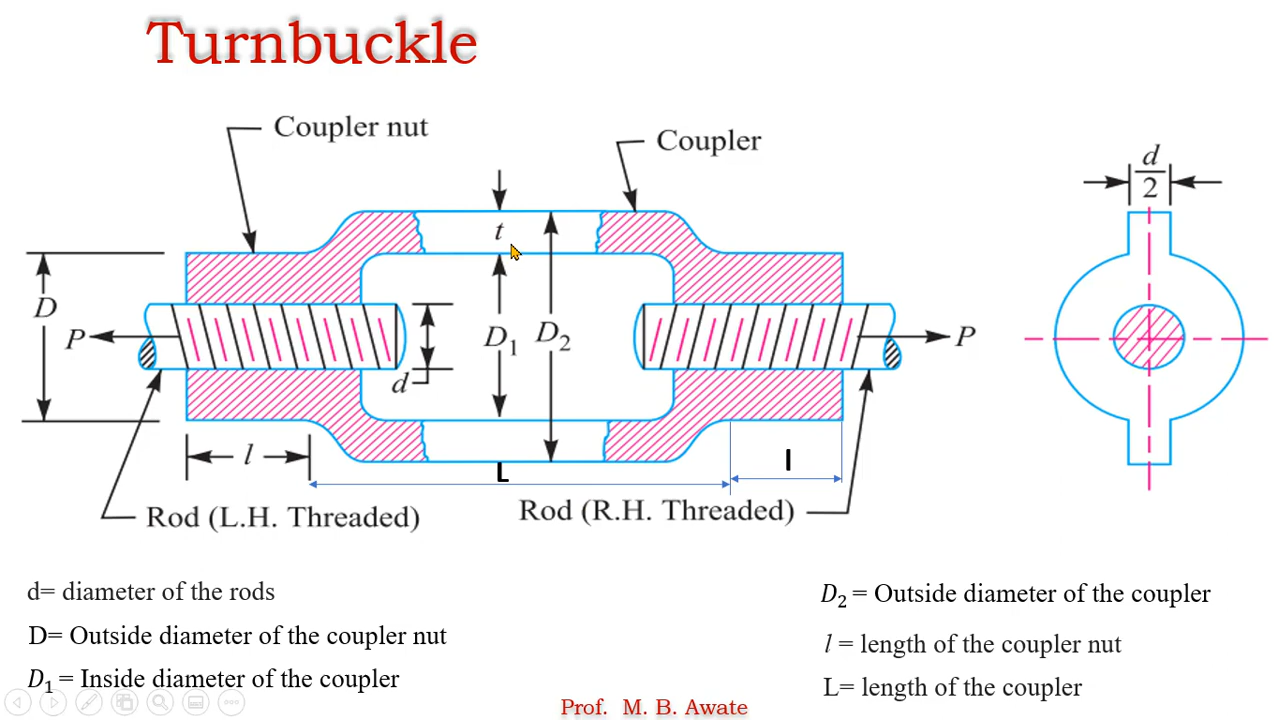 Turnbuckle
Coupler nut
Coupler
d
2
t
D
P
D₁
D₂
P
d
l
L
l
Rod (L.H. Threaded)
Rod (R.H. Threaded)
d= diameter of the rods
D= Outside diameter of the coupler nut
D₁ = Inside diameter of the coupler
D₂ = Outside diameter of the coupler
l = length of the coupler nut
L= length of the coupler
Prof. M. B. Awate